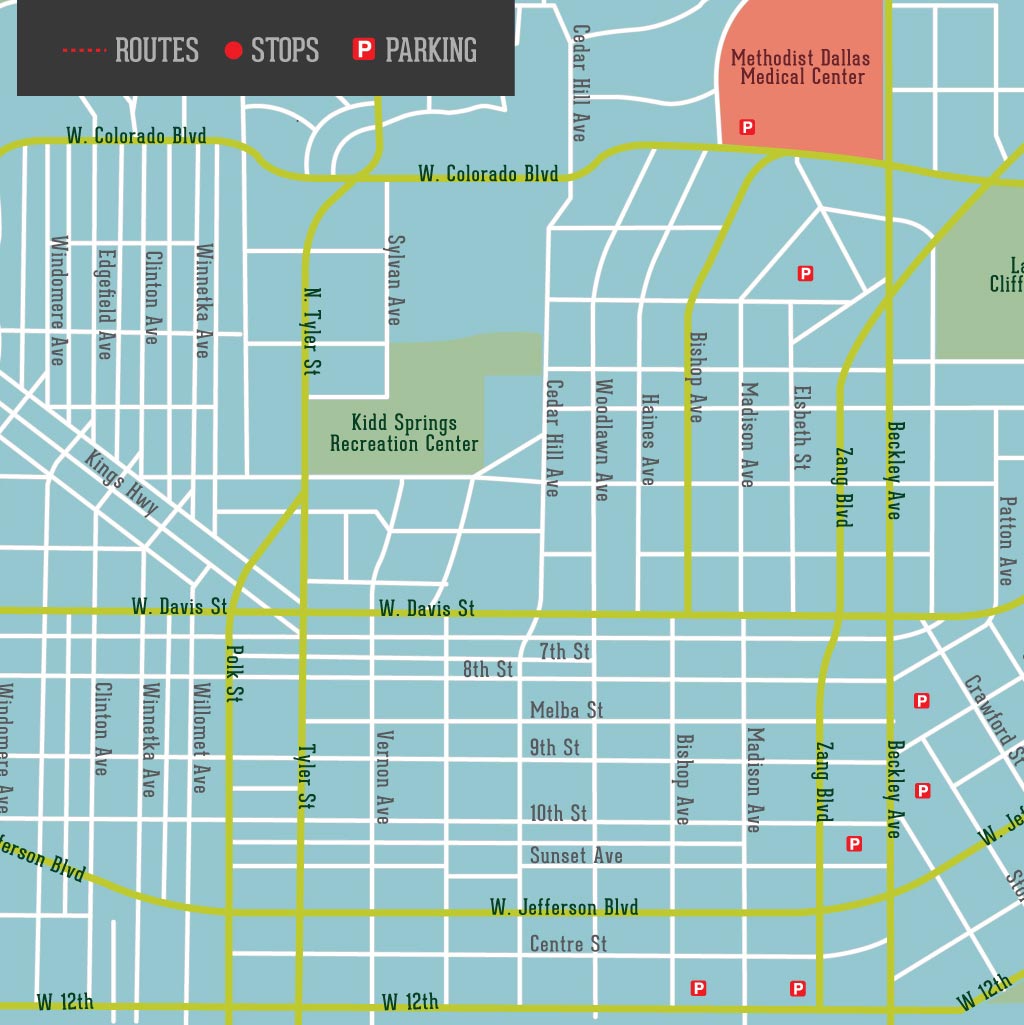 ROUTES
STOPS
P PARKING
Cedar Hill Ave
Methodist Dallas
Medical Center
P
W. Colorado Blvd
W. Colorado Blvd
Windomere Ave
Edgefield Ave
Clinton Ave
Winnetka Ave
Sylvan Ave
La
Cliff
P
N. Tyler St
Bishop Ave
Kidd Springs
Recreation Center
Cedar Hill Ave
Woodlawn Ave
Haines Ave
Madison Ave
Elsbeth St
Zang Blvd
Beckley Ave
Kings Hwy
Patton Ave
W. Davis St
W. Davis St
Polk St
7th St
8th St
Crawford St
Windomere Ave
Clinton Ave
Winnetka Ave
Willomet Ave
Melba St
P
Tyler St
Vernon Ave
9th St
Bishop Ave
Madison Ave
Zang Blvd
Beckley Ave
P
10th St
W. Jef
fferson Blvd
Sunset Ave
P
W. Jefferson Blvd
Centre St
P
P
W 12th
W 12th
W 12th